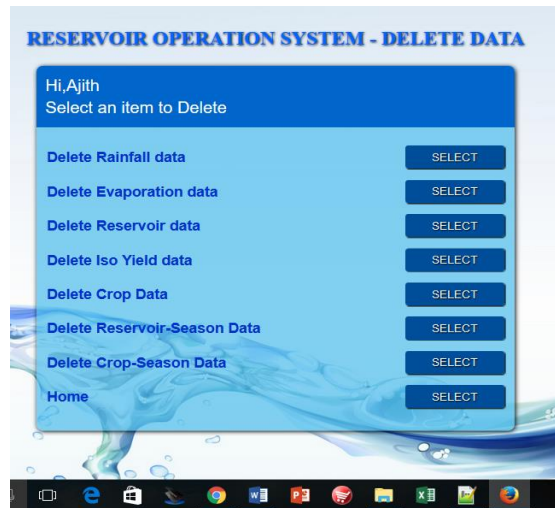 RESERVOIR OPERATION SYSTEM - DELETE DATA
Hi,Ajith
Select an item to Delete
Delete Rainfall data SELECT
Delete Evaporation data SELECT
Delete Reservoir data SELECT
Delete Iso Yield data SELECT
Delete Crop Data SELECT
Delete Reservoir-Season Data SELECT
Delete Crop-Season Data SELECT
Home SELECT